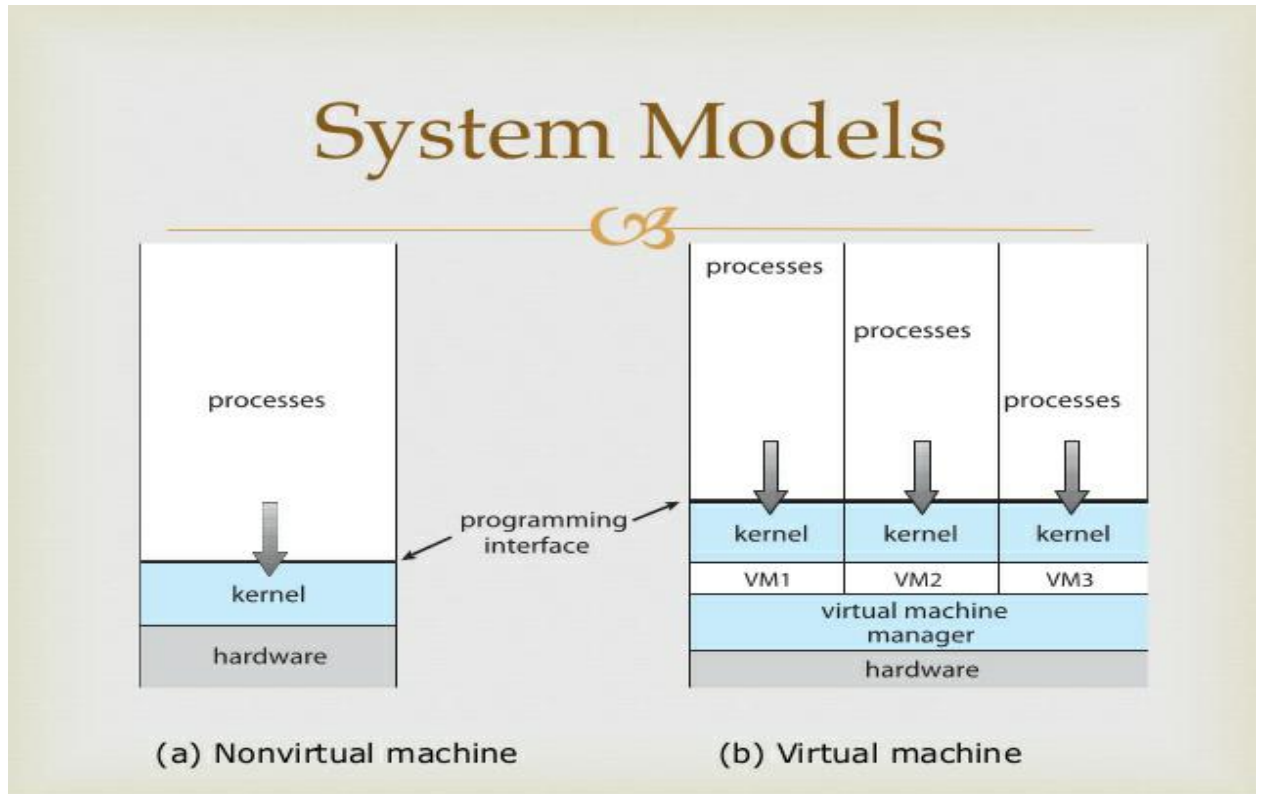 System Models
processes
kernel
hardware
programming
interface
processes
processes
processes
kernel kernel kernel
VM1 VM2 VM3
virtual machine
manager
hardware
(a) Nonvirtual machine
(b) Virtual machine